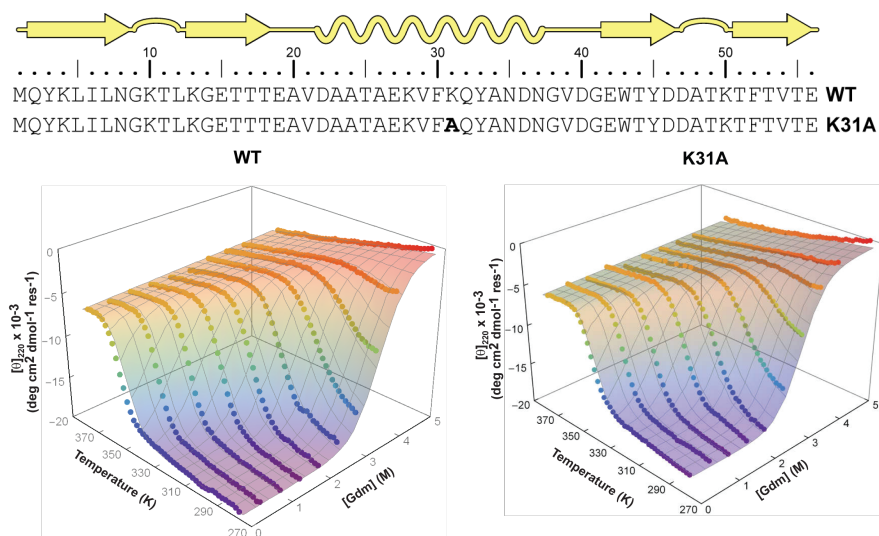 10 20 30 40 50
MQYKLILNGKTLKGETTTEAVDAATAEKVFKQYANDNGVDGEWTYDDATKTFTVTE WT
MQYKLILNGKTLKGETTTEAVDAATAEKVFAQYANDNGVDGEWTYDDATKTFTVTE K31A
WT
[θ]220 x 10-3
(deg cm2 dmol-1 res-1)
0
−5
−10
−15
−20
370
350
330
310
290
270
Temperature (K)
0
1
2
3
4
5
[Gdm] (M)
K31A
[θ]220 x 10-3
(deg cm2 dmol-1 res-1)
0
−5
−10
−15
−20
370
350
330
310
290
270
Temperature (K)
0
1
2
3
4
5
[Gdm] (M)